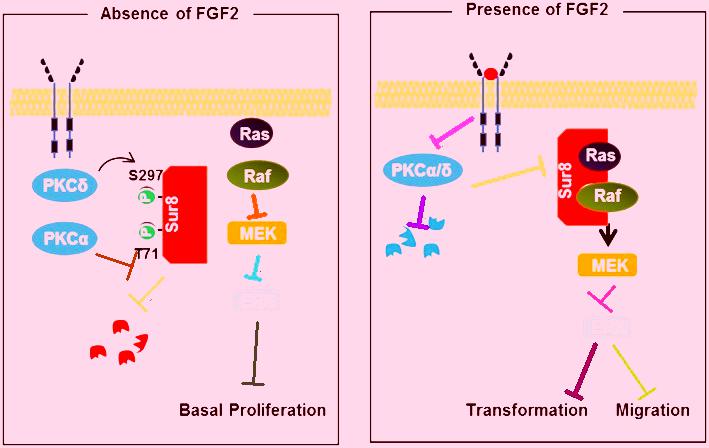 Absence of FGF2
Ras
S297
PKCδ
P
Raf
Sur8
PKCα
P
MEK
T71
Basal Proliferation
Presence of FGF2
PKCα/δ
Sur8
Ras
Raf
MEK
Transformation Migration